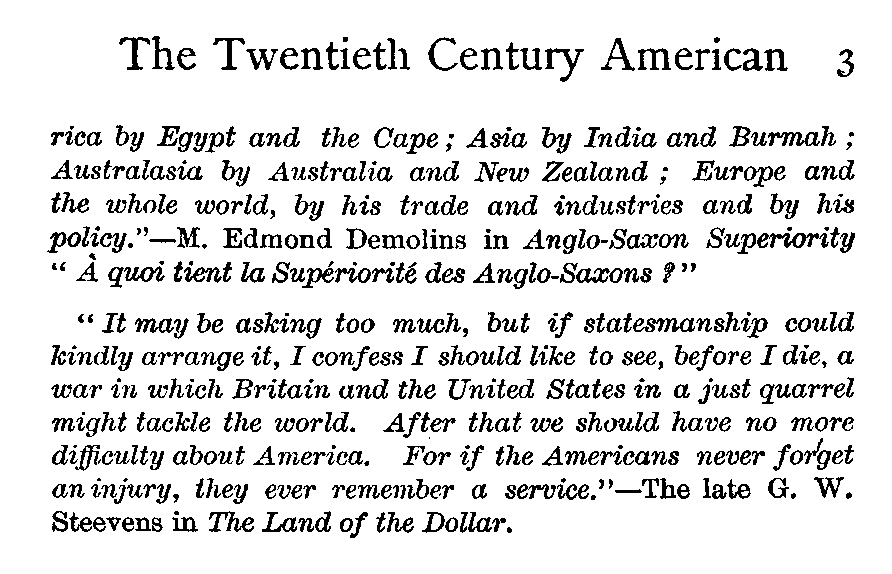 The Twentieth Century American 3
rica by Egypt and the Cape ; Asia by India and Burmah ;
Australasia by Australia and New Zealand ; Europe and
the whole world, by his trade and industries and by his
policy."—M. Edmond Demolins in Anglo-Saxon Superiority
" À quoi tient la Supériorité des Anglo-Saxons ? "
" It may be asking too much, but if statesmanship could
kindly arrange it, I confess I should like to see, before I die, a
war in which Britain and the United States in a just quarrel
might tackle the world. After that we should have no more
difficulty about America. For if the Americans never forget
an injury, they ever remember a service."—The late G. W.
Steevens in The Land of the Dollar.